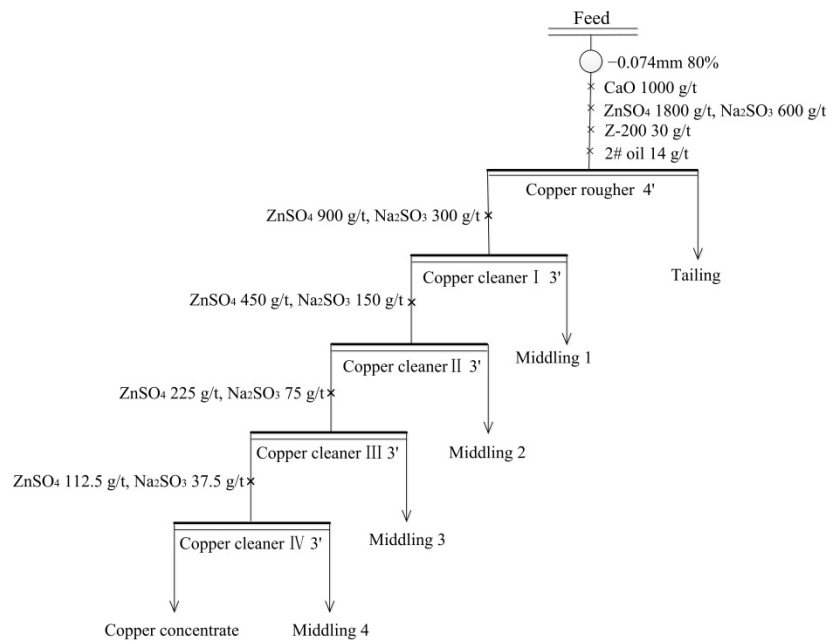 Feed
−0.074mm 80%
CaO 1000 g/t
ZnSO₄ 1800 g/t, Na₂SO₃ 600 g/t
Z-200 30 g/t
2# oil 14 g/t
Copper rougher 4'
ZnSO₄ 900 g/t, Na₂SO₃ 300 g/t
Tailing
Copper cleaner Ⅰ 3'
ZnSO₄ 450 g/t, Na₂SO₃ 150 g/t
Middling 1
Copper cleaner Ⅱ 3'
ZnSO₄ 225 g/t, Na₂SO₃ 75 g/t
Middling 2
Copper cleaner Ⅲ 3'
ZnSO₄ 112.5 g/t, Na₂SO₃ 37.5 g/t
Middling 3
Copper cleaner Ⅳ 3'
Copper concentrate
Middling 4